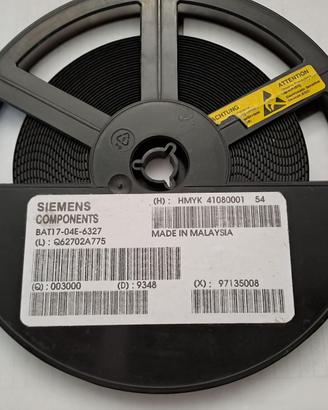 ATTENTION
ACHTUNG
SIEMENS
COMPONENTS
(H): HMYK 41080001 54
BAT17-04E-6327
MADE IN MALAYSIA
(L): Q62702A775
(Q): 003000 (D): 9348 (X): 97135008